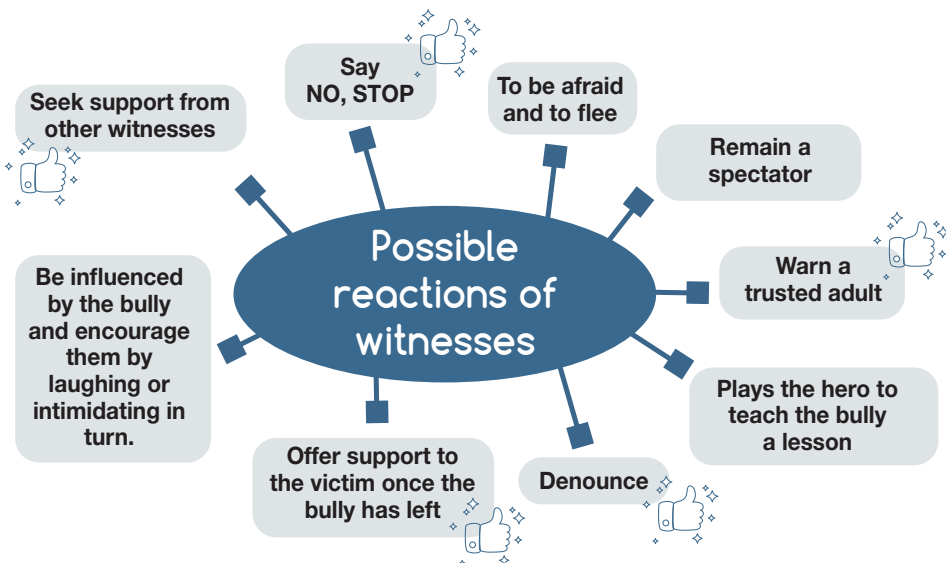 Say
NO, STOP
To be afraid
and to flee
Seek support from
other witnesses
Remain a
spectator
Possible
reactions of
witnesses
Warn a
trusted adult
Be influenced
by the bully
and encourage
them by
laughing or
intimidating in
turn.
Plays the hero to
teach the bully
a lesson
Offer support to
the victim once the
bully has left
Denounce